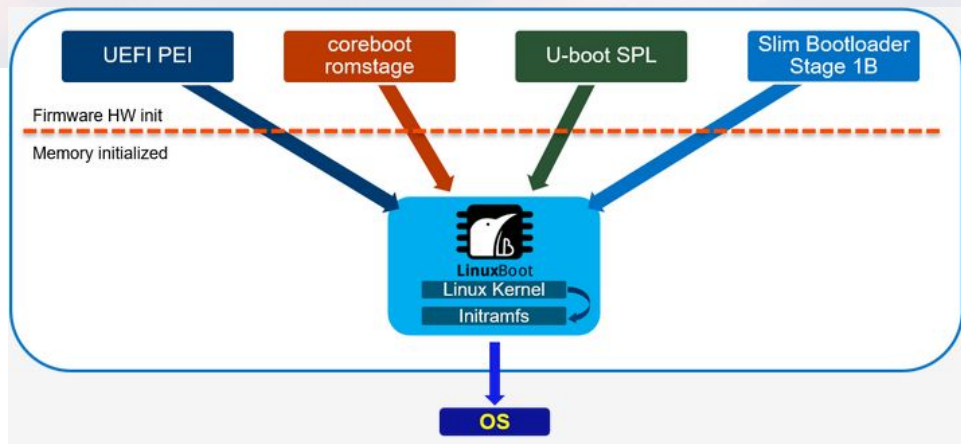 UEFI PEI
coreboot
romstage
U-boot SPL
Slim Bootloader
Stage 1B
Firmware HW init
Memory initialized
LB
LinuxBoot
Linux Kernel
Initramfs
OS